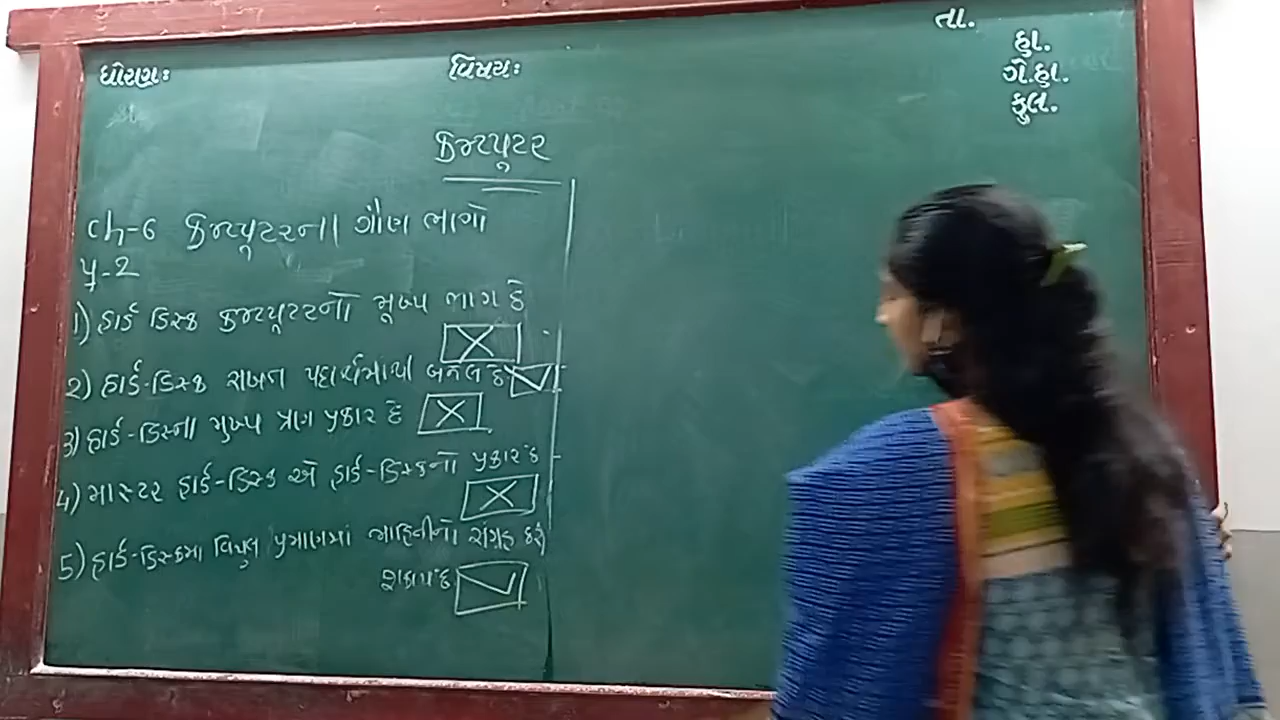 તા.
હા.
ગે.હા.
કુલ.
ધોરણ:
વિષય:
કમ્પ્યૂટર
ch-6 કમ્પ્યૂટરના ગૌણ ભાગો
પ્ર-2
1) હાર્ડ ડિસ્ક કમ્પ્યૂટરનો મુખ્ય ભાગ છે
2) હાર્ડ-ડિસ્ક સખત પદાર્થમાંથી બનેલ છે
3) હાર્ડ-ડિસ્ના મુખ્ય ત્રણ પ્રકાર છે
4) માસ્ટર હાર્ડ-ડિસ્ક એ હાર્ડ-ડિસ્કનો પ્રકાર છે
5) હાર્ડ-ડિસ્કમા વિપુલ પ્રમાણમાં માહિતીનો સંગ્રહ કરી
શકાય છે